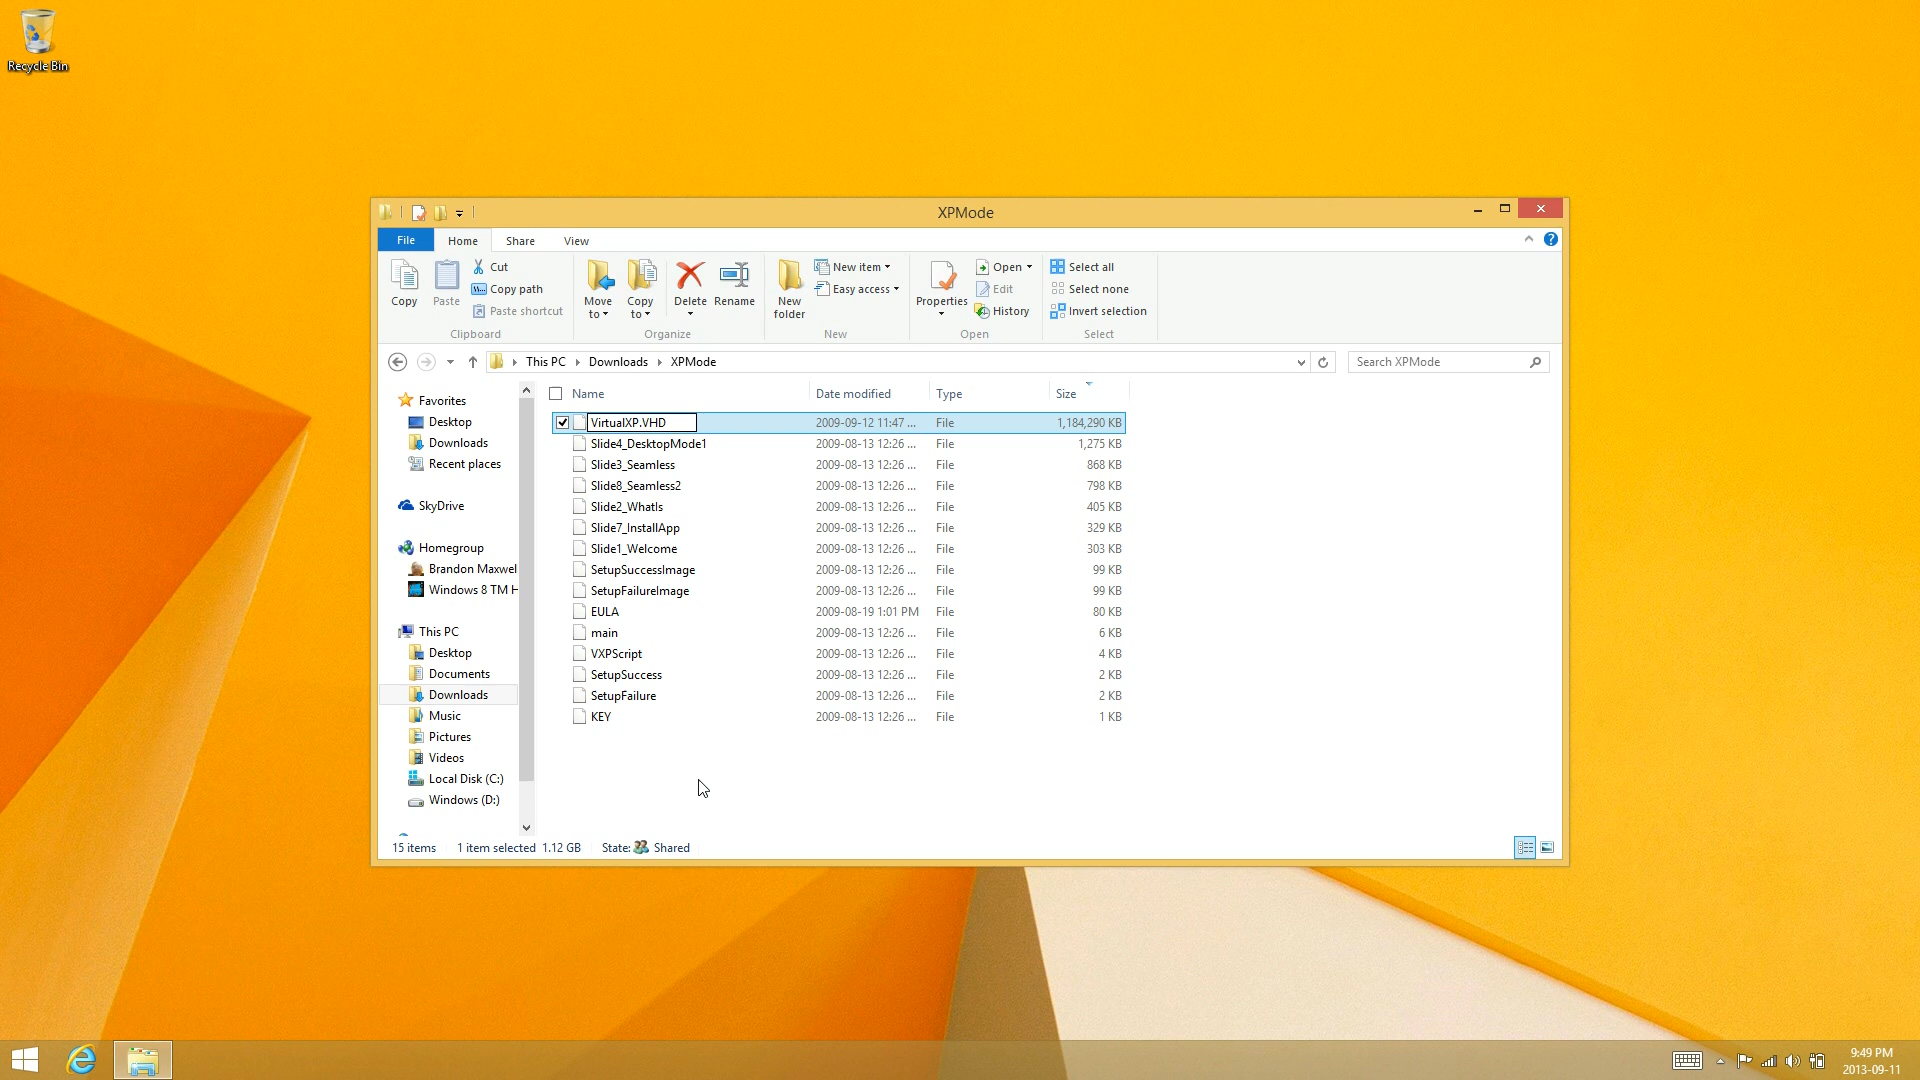 Recycle Bin
XPMode
File Home Share View
Copy
Paste
Cut
Copy path
Paste shortcut
Clipboard
Move to
Copy to
Delete
Rename
Organize
New folder
New item
Easy access
New
Properties
Open
Edit
History
Open
Select all
Select none
Invert selection
Select
This PC Downloads XPMode
Search XPMode
Favorites
Desktop
Downloads
Recent places
SkyDrive
Homegroup
Brandon Maxwel
Windows 8 TM H
This PC
Desktop
Documents
Downloads
Music
Pictures
Videos
Local Disk (C:)
Windows (D:)
Name Date modified Type Size
VirtualXP.VHD 2009-09-12 11:47 ... File 1,184,290 KB
Slide4_DesktopMode1 2009-08-13 12:26 ... File 1,275 KB
Slide3_Seamless 2009-08-13 12:26 ... File 868 KB
Slide8_Seamless2 2009-08-13 12:26 ... File 798 KB
Slide2_WhatIs 2009-08-13 12:26 ... File 405 KB
Slide7_InstallApp 2009-08-13 12:26 ... File 329 KB
Slide1_Welcome 2009-08-13 12:26 ... File 303 KB
SetupSuccessImage 2009-08-13 12:26 ... File 99 KB
SetupFailureImage 2009-08-13 12:26 ... File 99 KB
EULA 2009-08-19 1:01 PM File 80 KB
main 2009-08-13 12:26 ... File 6 KB
VXPScript 2009-08-13 12:26 ... File 4 KB
SetupSuccess 2009-08-13 12:26 ... File 2 KB
SetupFailure 2009-08-13 12:26 ... File 2 KB
KEY 2009-08-13 12:26 ... File 1 KB
15 items 1 item selected 1.12 GB State: Shared
9:49 PM
2013-09-11